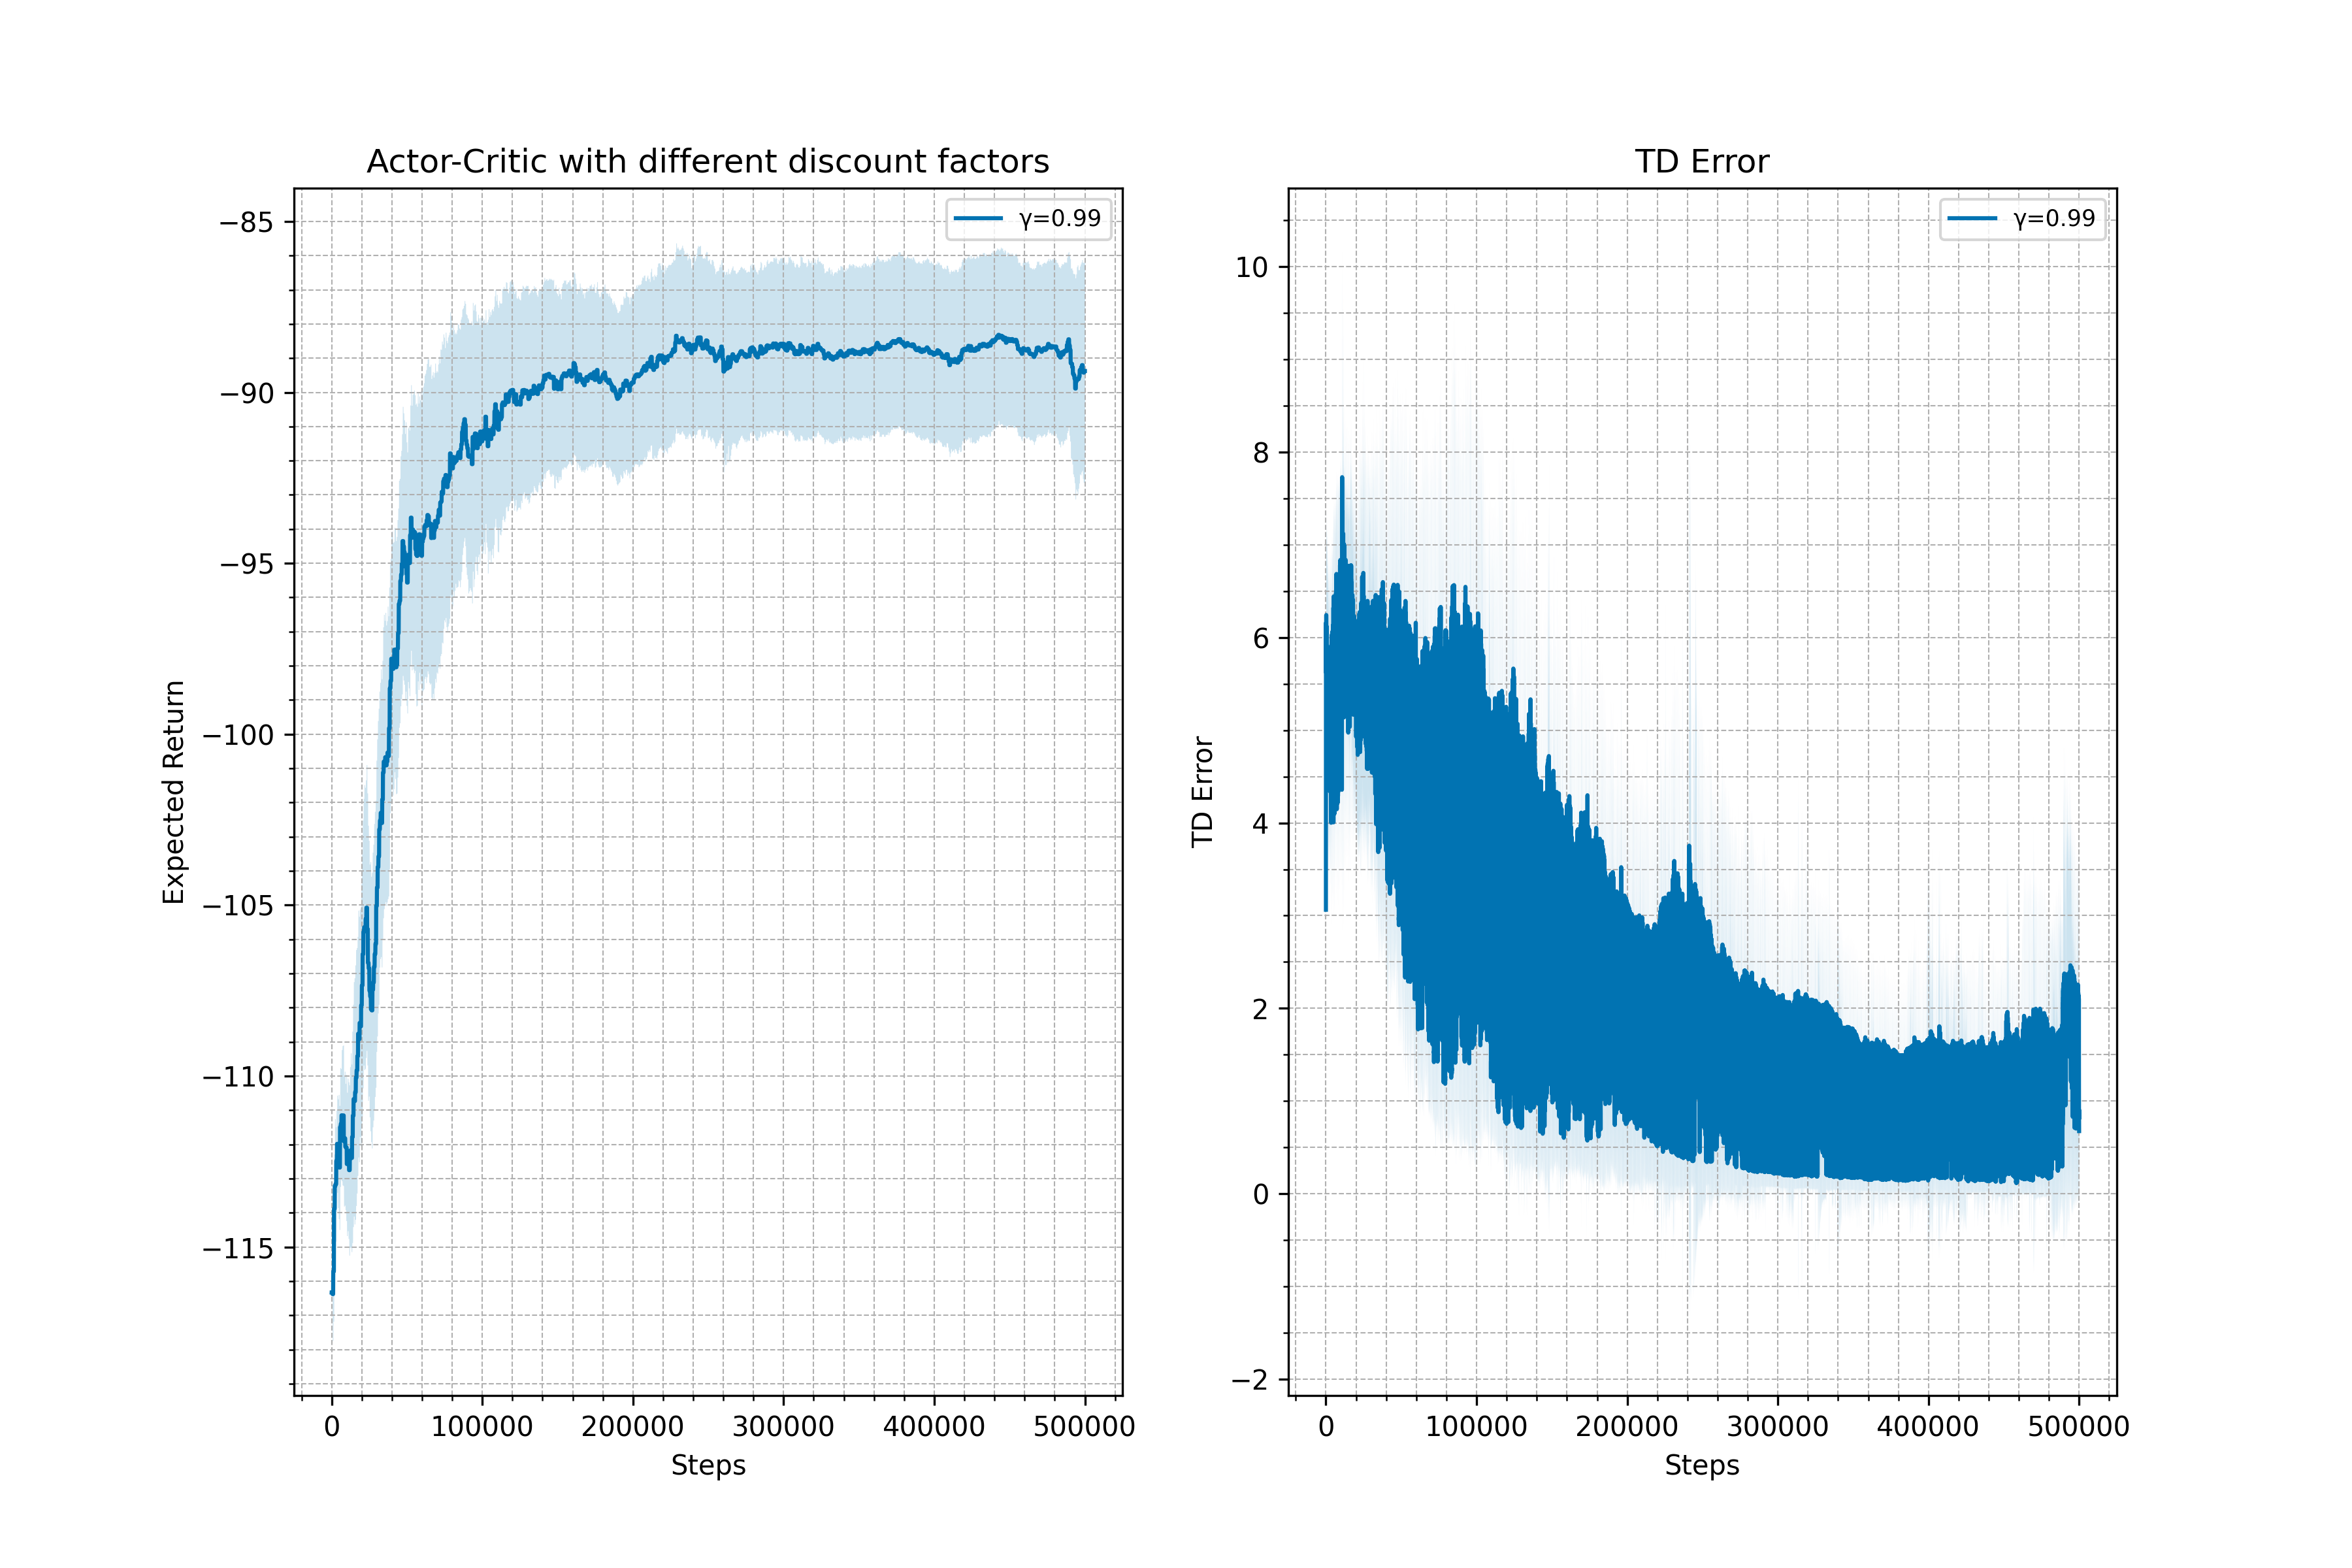 Actor-Critic with different discount factors
γ=0.99
Expected Return
−85
−90
−95
−100
−105
−110
−115
0 100000 200000 300000 400000 500000
Steps
TD Error
γ=0.99
TD Error
10
8
6
4
2
0
−2
0 100000 200000 300000 400000 500000
Steps